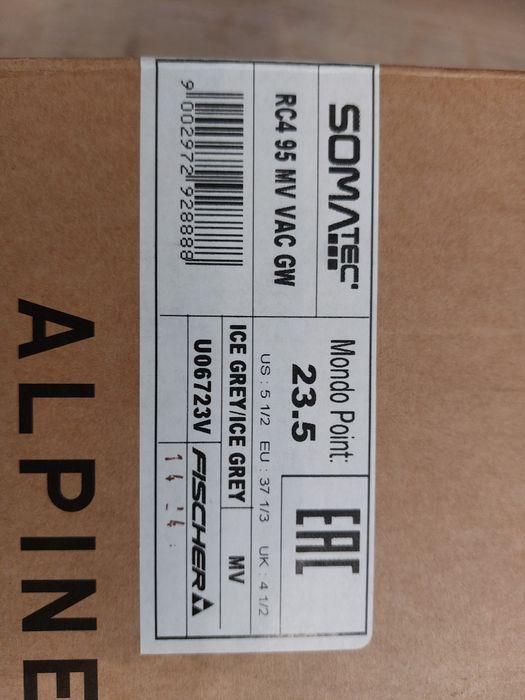 SOMATEC
RC4 95 MV VAC GW
9 002972 928888
Mondo Point:
23.5
US : 5 1/2 EU : 37 1/3 UK : 4 1/2
ICE GREY/ICE GREY MV
U06723V FISCHER
EAC
ALPINE